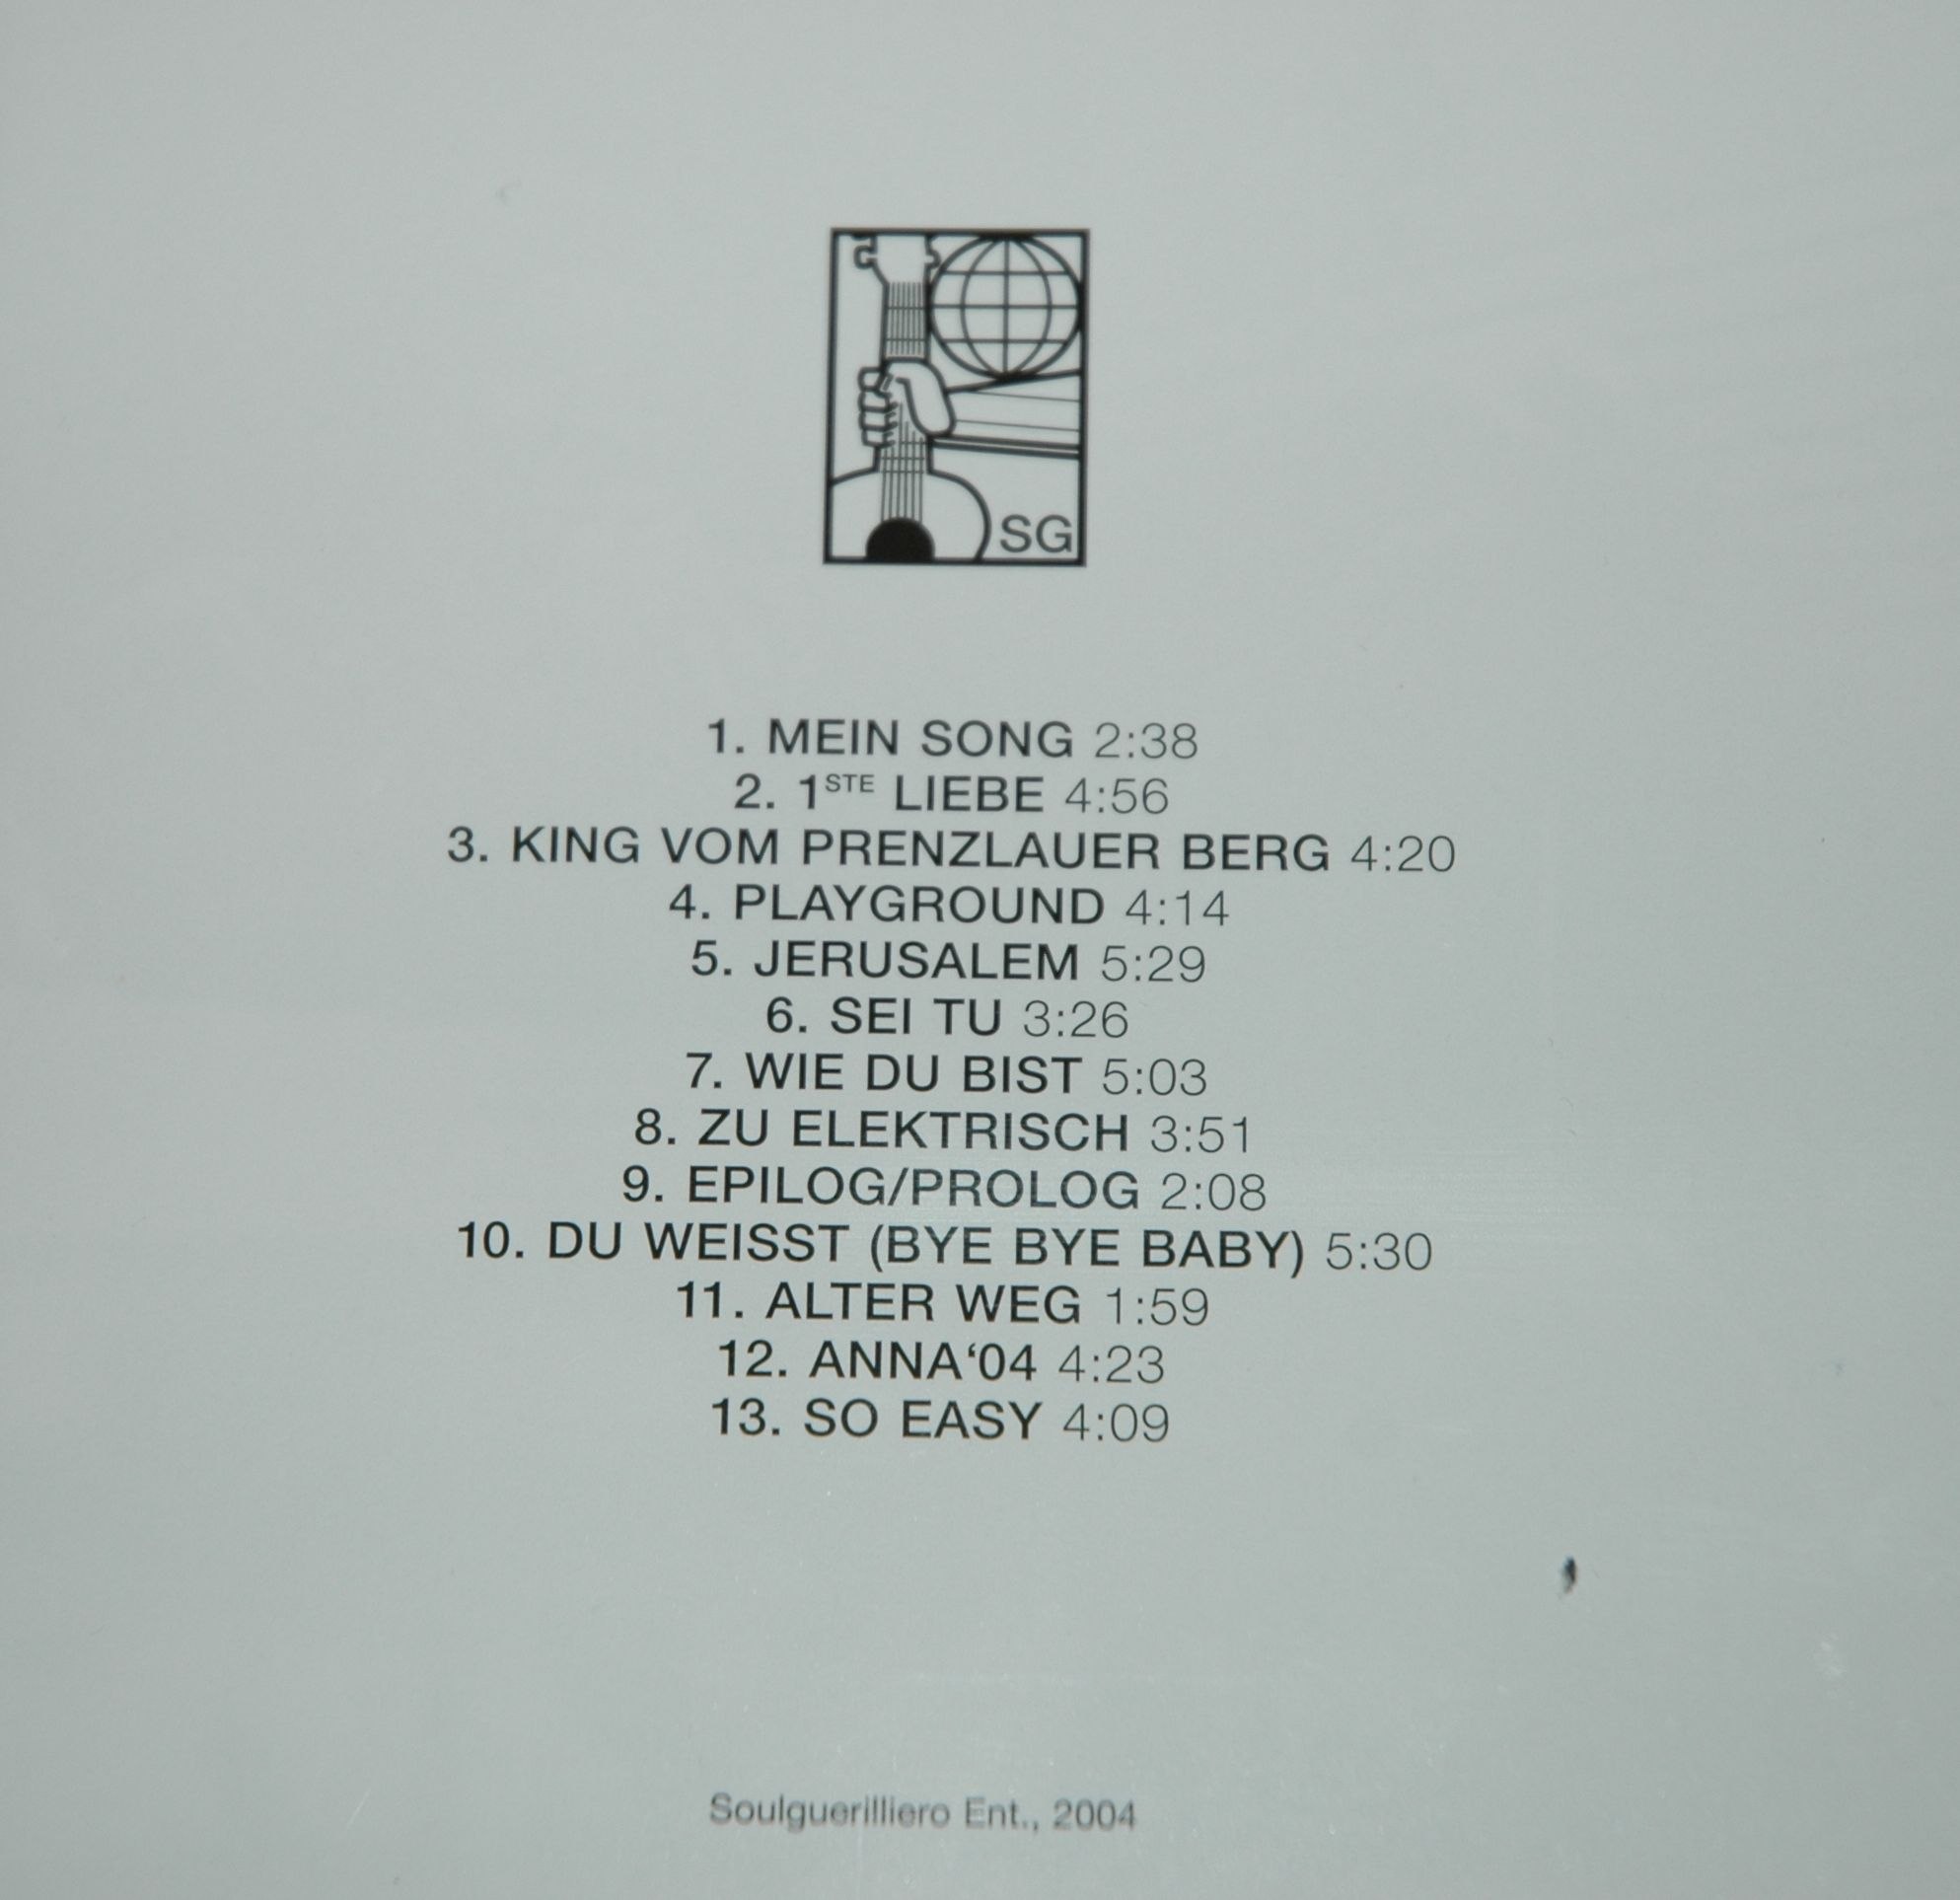 SG
1. MEIN SONG 2:38
2. 1STE LIEBE 4:56
3. KING VOM PRENZLAUER BERG 4:20
4. PLAYGROUND 4:14
5. JERUSALEM 5:29
6. SEI TU 3:26
7. WIE DU BIST 5:03
8. ZU ELEKTRISCH 3:51
9. EPILOG/PROLOG 2:08
10. DU WEISST (BYE BYE BABY) 5:30
11. ALTER WEG 1:59
12. ANNA‘04 4:23
13. SO EASY 4:09
Soulguerilliero Ent., 2004